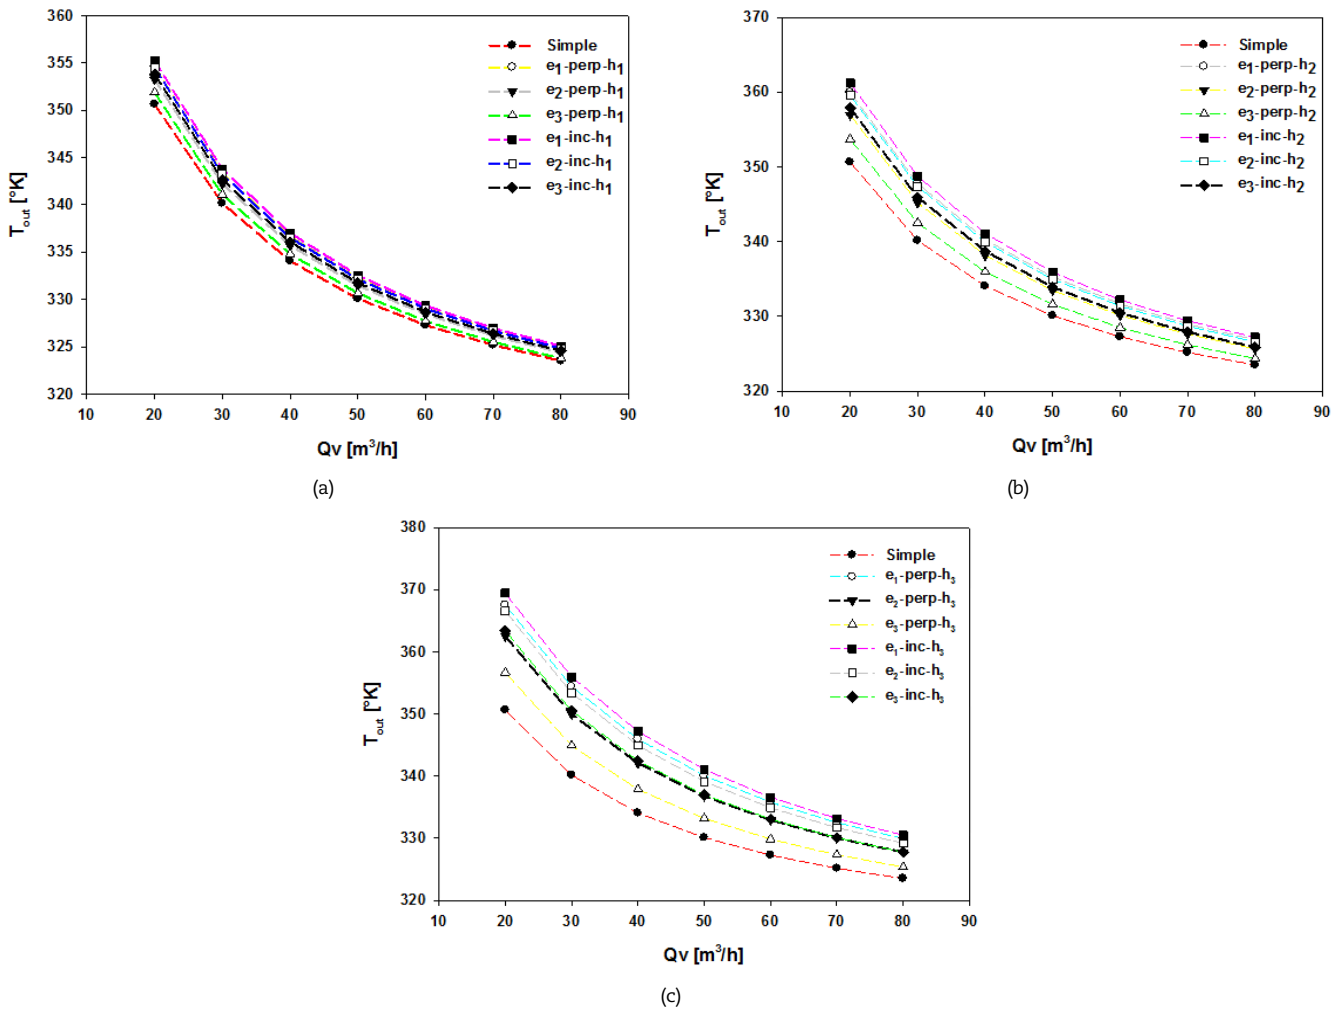 360
355
350
345
340
335
330
325
320
T_out [°K]
10 20 30 40 50 60 70 80 90
Qv [m³/h]
Simple
e₁-perp-h₁
e₂-perp-h₁
e₃-perp-h₁
e₁-inc-h₁
e₂-inc-h₁
e₃-inc-h₁
(a)
370
360
350
340
330
320
T_out [°K]
10 20 30 40 50 60 70 80 90
Qv [m³/h]
Simple
e₁-perp-h₂
e₂-perp-h₂
e₃-perp-h₂
e₁-inc-h₂
e₂-inc-h₂
e₃-inc-h₂
(b)
380
370
360
350
340
330
320
T_out [°K]
10 20 30 40 50 60 70 80 90
Qv [m³/h]
Simple
e₁-perp-h₃
e₂-perp-h₃
e₃-perp-h₃
e₁-inc-h₃
e₂-inc-h₃
e₃-inc-h₃
(c)